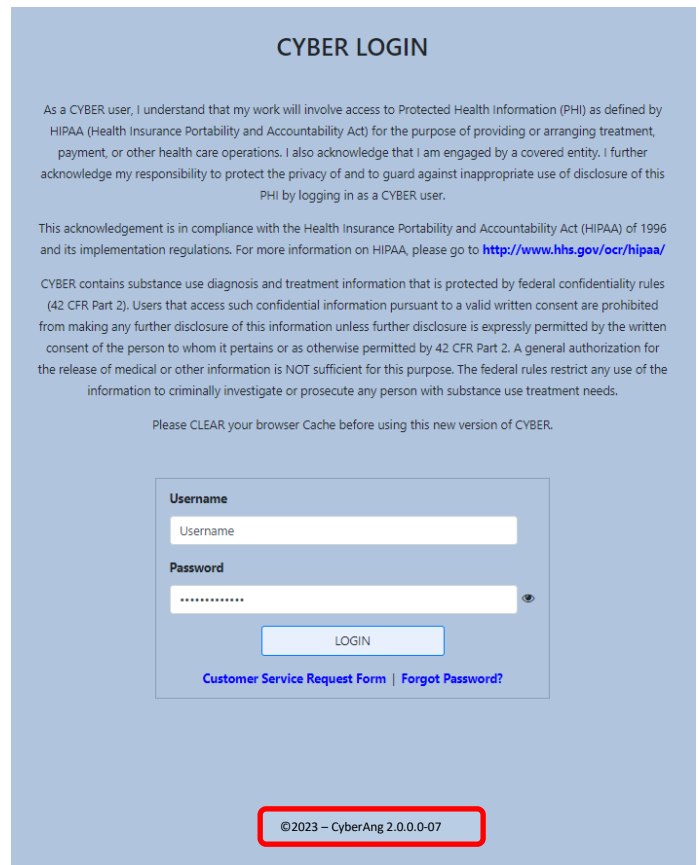 CYBER LOGIN
As a CYBER user, I understand that my work will involve access to Protected Health Information (PHI) as defined by
HIPAA (Health Insurance Portability and Accountability Act) for the purpose of providing or arranging treatment,
payment, or other health care operations. I also acknowledge that I am engaged by a covered entity. I further
acknowledge my responsibility to protect the privacy of and to guard against inappropriate use of disclosure of this
PHI by logging in as a CYBER user.
This acknowledgement is in compliance with the Health Insurance Portability and Accountability Act (HIPAA) of 1996
and its implementation regulations. For more information on HIPAA, please go to http://www.hhs.gov/ocr/hipaa/
CYBER contains substance use diagnosis and treatment information that is protected by federal confidentiality rules
(42 CFR Part 2). Users that access such confidential information pursuant to a valid written consent are prohibited
from making any further disclosure of this information unless further disclosure is expressly permitted by the written
consent of the person to whom it pertains or as otherwise permitted by 42 CFR Part 2. A general authorization for
the release of medical or other information is NOT sufficient for this purpose. The federal rules restrict any use of the
information to criminally investigate or prosecute any person with substance use treatment needs.
Please CLEAR your browser Cache before using this new version of CYBER.
Username
Username
Password
•••••••••••••
LOGIN
Customer Service Request Form | Forgot Password?
©2023 – CyberAng 2.0.0.0-07